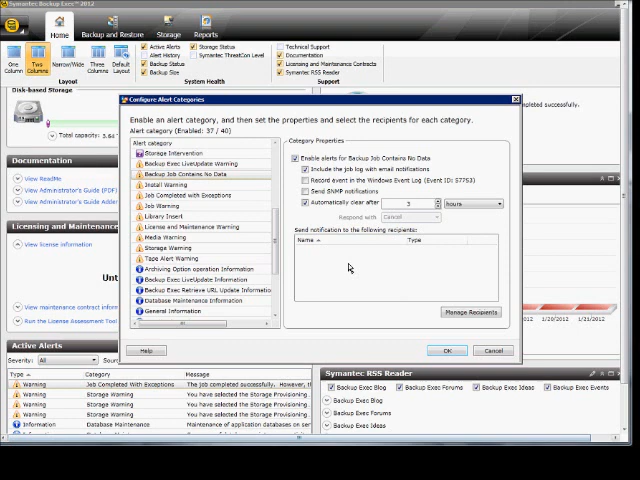 Symantec Backup Exec™ 2012
Home
Backup and Restore
Storage
Reports
One Column
Two Columns
Narrow/Wide
Three Columns
Default Layout
Layout
Active Alerts
Alert History
Backup Status
Backup Size
Storage Status
Symantec ThreatCon Level
System Health
Technical Support
Documentation
Licensing and Maintenance Contracts
Symantec RSS Reader
Support
Disk-based Storage
Total capacity: 3.64
completed successfully.
Documentation
View ReadMe
View Administrator's Guide (PDF)
View Administrator's Guide Adden
Licensing and Maintenance
View license information
Unt
View maintenance contract inform
Run the License Assessment Tool
1/20/2012
1/21/2012
Configure Alert Categories
Enable an alert category, and then set the properties and select the recipients for each category.
Alert category (Enabled: 37 / 40)
Alert category
Storage Intervention
Backup Exec LiveUpdate Warning
Backup Job Contains No Data
Install Warning
Job Completed with Exceptions
Job Warning
Library Insert
License and Maintenance Warning
Media Warning
Storage Warning
Tape Alert Warning
Archiving Option operation Information
Backup Exec LiveUpdate Information
Backup Exec Retrieve URL Update Information
Database Maintenance Information
General Information
Category Properties
Enable alerts for Backup Job Contains No Data
Include the job log with email notifications
Record event in the Windows Event Log (Event ID: 57753)
Send SNMP notifications
Automatically clear after
3
hours
Respond with
Cancel
Send notification to the following recipients:
Name
Type
Manage Recipients
Help
OK
Cancel
Active Alerts
Severity:
All
Sour
Type
Category
Message
Warning
Job Completed With Exceptions
The job completed successfully. However, th
Warning
Storage Warning
You have selected the Storage Provisioning
Warning
Storage Warning
You have selected the Storage Provisioning
Warning
Storage Warning
You have selected the Storage Provisioning
Information
Database Maintenance
Maintenance of application databases on ser
Symantec RSS Reader
Backup Exec Blog
Backup Exec Forums
Backup Exec Ideas
Backup Exec Events
Backup Exec Blog
Backup Exec Forums
Backup Exec Ideas